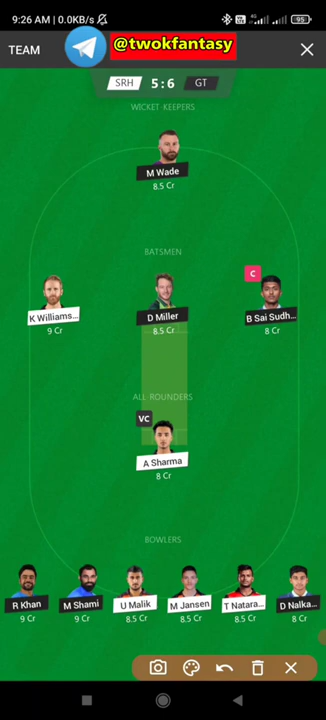 9:26 AM | 0.0KB/s
95
TEAM
@twokfantasy
SRH 5:6 GT
WICKET-KEEPERS
M Wade
8.5 Cr
BATSMEN
K Williams...
9 Cr
D Miller
8.5 Cr
C
B Sai Sudh...
8 Cr
ALL ROUNDERS
VC
A Sharma
8 Cr
BOWLERS
R Khan
9 Cr
M Shami
9 Cr
U Malik
8.5 Cr
M Jansen
8.5 Cr
T Natara...
8.5 Cr
D Nalka...
8 Cr